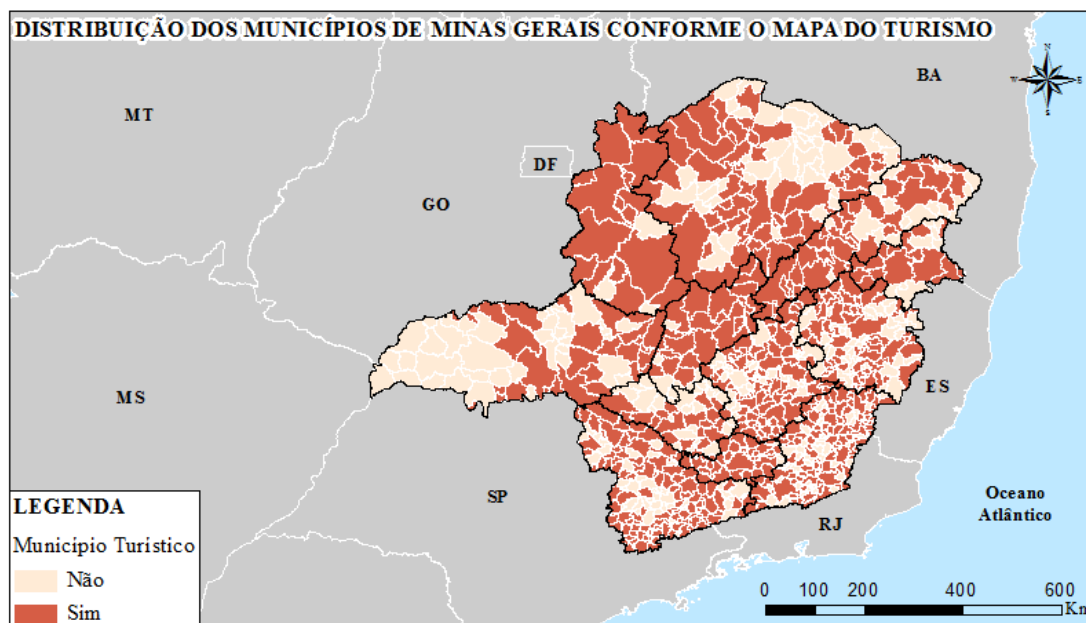 DISTRIBUIÇÃO DOS MUNICÍPIOS DE MINAS GERAIS CONFORME O MAPA DO TURISMO
N
W
E
S
BA
MT
DF
GO
MS
ES
SP
RJ
Oceano
Atlântico
LEGENDA
Município Turístico
Não
Sim
0 100 200 400 600
Km